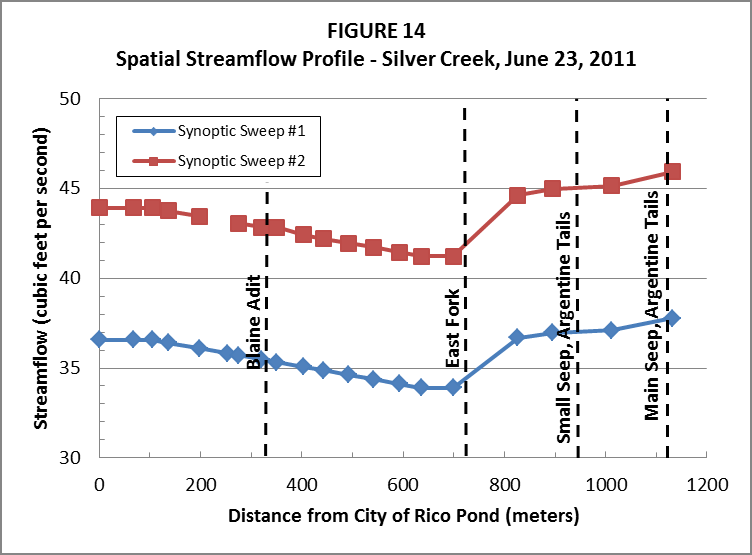 FIGURE 14
Spatial Streamflow Profile - Silver Creek, June 23, 2011
Streamflow (cubic feet per second)
50
45
40
35
30
Synoptic Sweep #1
Synoptic Sweep #2
Blaine Adit
East Fork
Small Seep, Argentine Tails
Main Seep, Argentine Tails
0 200 400 600 800 1000 1200
Distance from City of Rico Pond (meters)